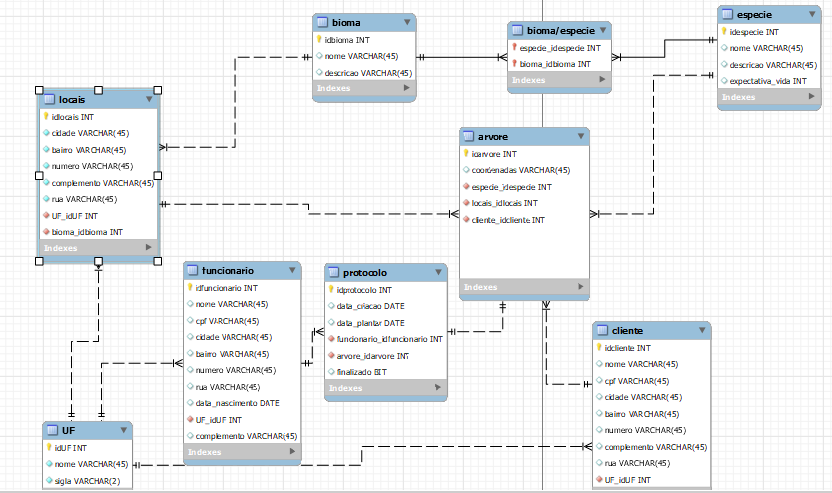 bioma
idbioma INT
nome VARCHAR(45)
descricao VARCHAR(45)
Indexes
bioma/especie
especie_idespecie INT
bioma_idbioma INT
Indexes
especie
idespecie INT
nome VARCHAR(45)
descricao VARCHAR(45)
expectativa_vida INT
Indexes
locais
idlocais INT
cidade VARCHAR(45)
bairro VARCHAR(45)
numero VARCHAR(45)
complemento VARCHAR(45)
rua VARCHAR(45)
UF_idUF INT
bioma_idbioma INT
Indexes
arvore
idarvore INT
coordenadas VARCHAR(45)
especie_idespecie INT
locais_idlocais INT
cliente_idcliente INT
Indexes
funcionario
idfuncionario INT
nome VARCHAR(45)
cpf VARCHAR(45)
cidade VARCHAR(45)
bairro VARCHAR(45)
numero VARCHAR(45)
rua VARCHAR(45)
data_nascimento DATE
UF_idUF INT
complemento VARCHAR(45)
Indexes
protocolo
idprotocolo INT
data_criacao DATE
data_plantar DATE
funcionario_idfuncionario INT
arvore_idarvore INT
finalizado BIT
Indexes
cliente
idcliente INT
nome VARCHAR(45)
cpf VARCHAR(45)
cidade VARCHAR(45)
bairro VARCHAR(45)
numero VARCHAR(45)
complemento VARCHAR(45)
rua VARCHAR(45)
UF_idUF INT
UF
idUF INT
nome VARCHAR(45)
sigla VARCHAR(2)